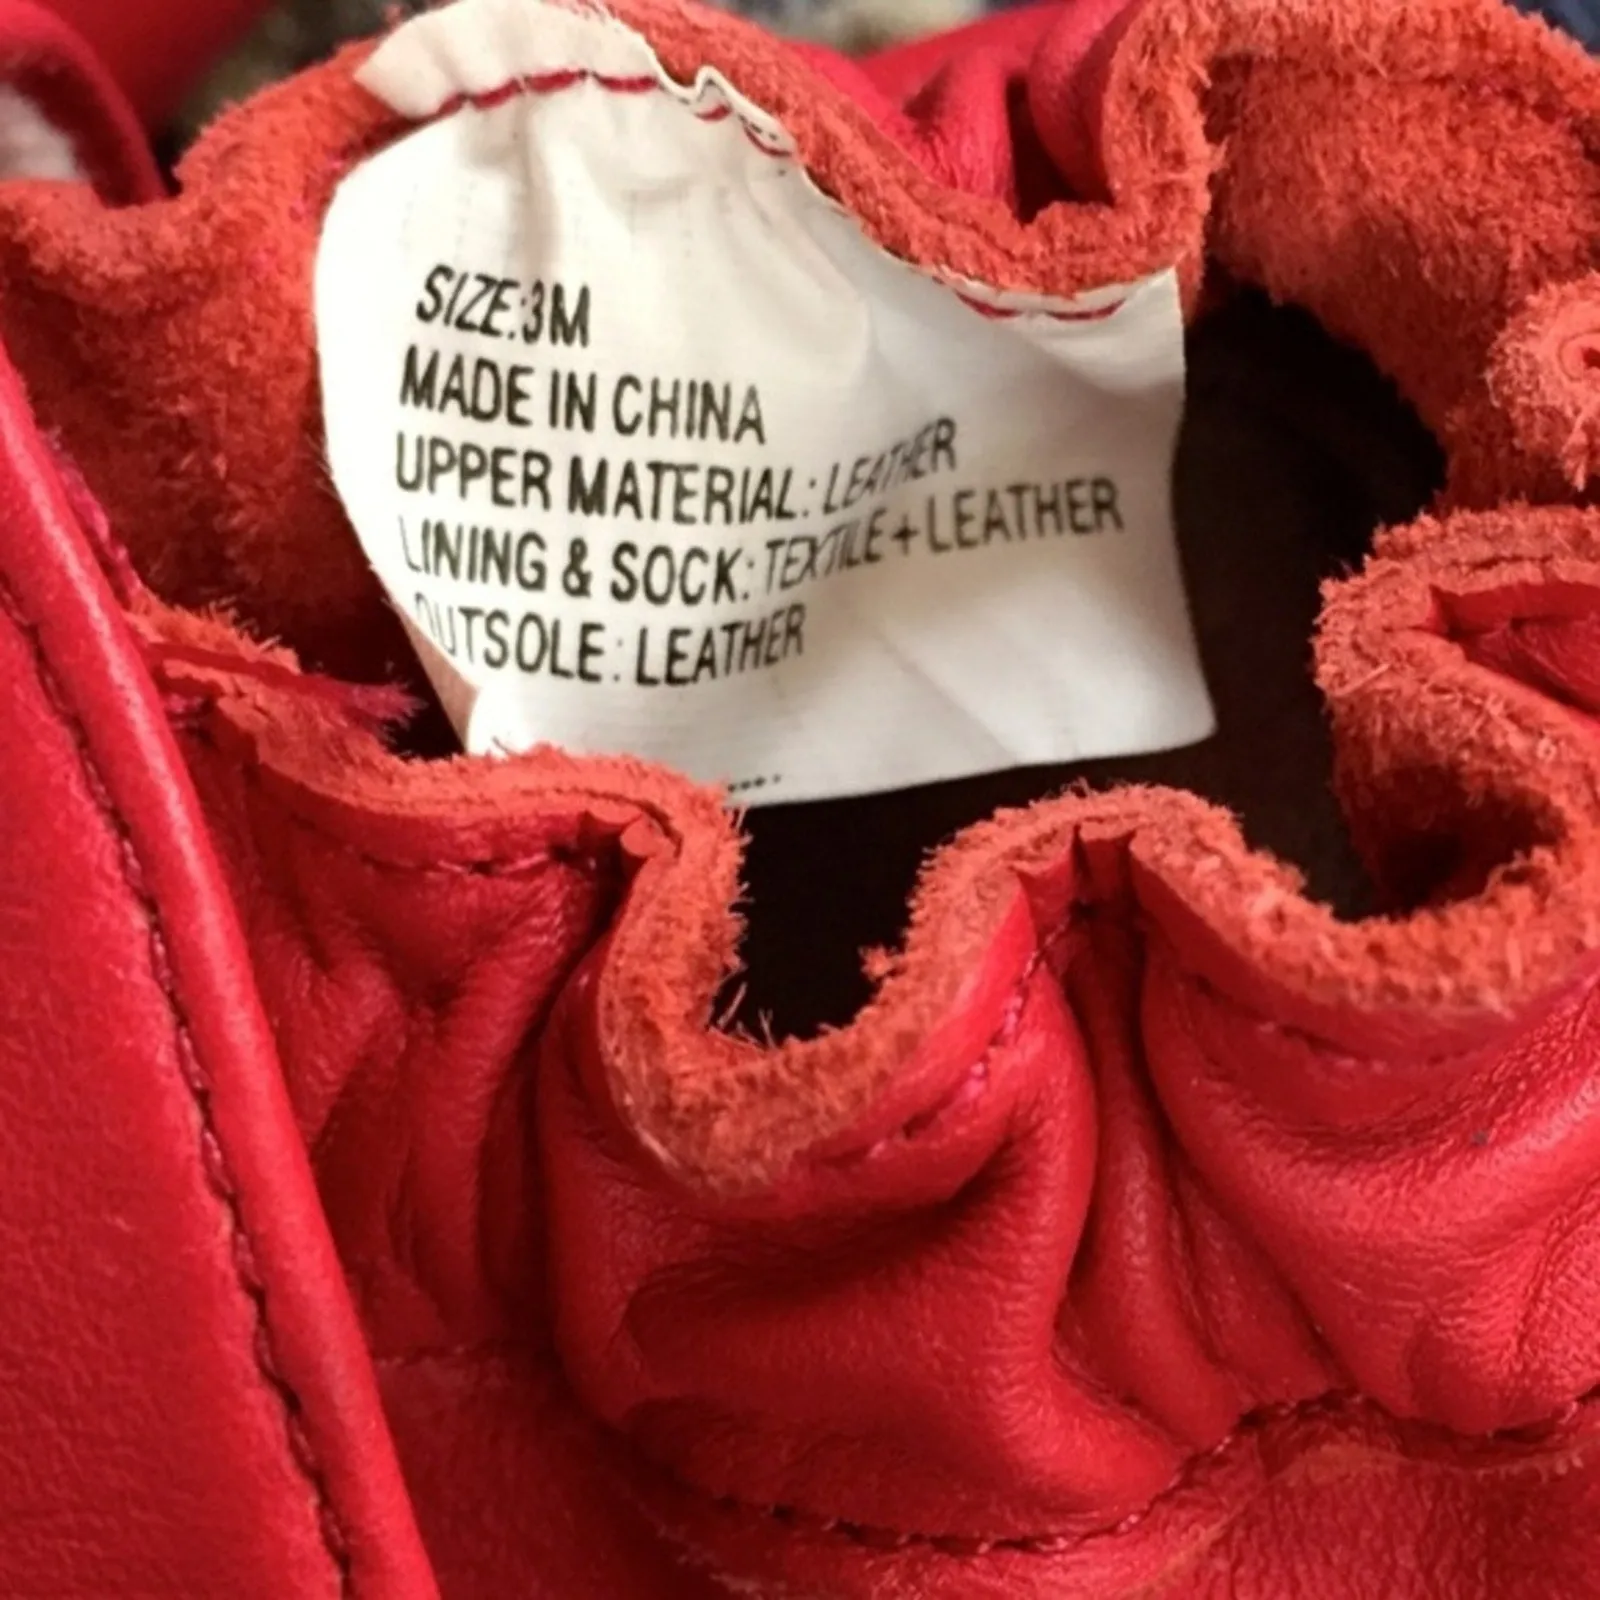 SIZE:3M
MADE IN CHINA
UPPER MATERIAL: LEATHER
LINING & SOCK: TEXTILE+LEATHER
OUTSOLE: LEATHER